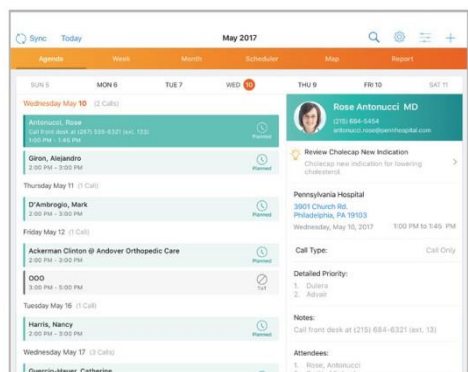 Sync Today May 2017
Agenda Week Month Scheduler Map Report
SUN 5 MON 6 TUE 7 WED 10 THU 9 FRI 10 SAT 11
Wednesday May 10 (2 Calls)
Antonucci, Rose
Call front desk at (267) 555-6321 (ext. 133)
1:00 PM - 1:45 PM
Planned
Giron, Alejandro
2:00 PM - 3:00 PM
Planned
Thursday May 11 (1 Call)
D'Ambrogio, Mark
2:00 PM - 3:00 PM
Planned
Friday May 12 (1 Call)
Ackerman Clinton @ Andover Orthopedic Care
2:00 PM - 3:00 PM
Planned
OOO
3:00 PM - 5:00 PM
ToT
Tuesday May 16 (1 Call)
Harris, Nancy
2:00 PM - 3:00 PM
Planned
Wednesday May 17 (3 Calls)
Guercio-Hauer, Catherine
Rose Antonucci MD
(215) 684-5454
antonucci.rose@pennhospital.com
Review Cholecap New Indication
Cholecap new indication for lowering
cholesterol.
Pennsylvania Hospital
3901 Church Rd.
Philadelphia, PA 19103
Wednesday, May 10, 2017 1:00 PM to 1:45 PM
Call Type: Call Only
Detailed Priority:
1. Dulera
2. Advair
Notes:
Call front desk at (215) 684-6321 (ext. 13)
Attendees:
1. Rose, Antonucci